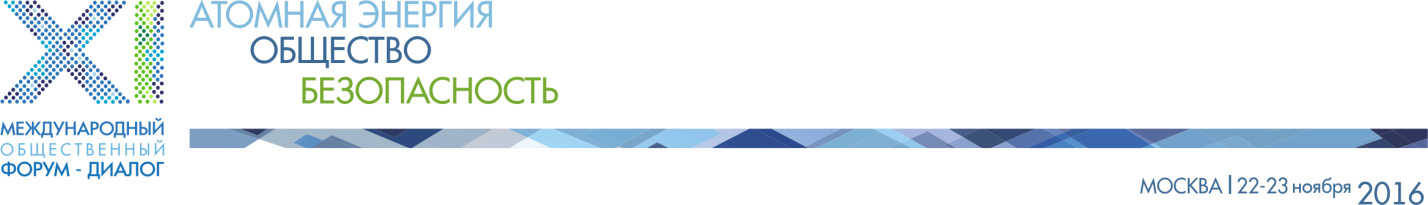 XI
МЕЖДУНАРОДНЫЙ
ОБЩЕСТВЕННЫЙ
ФОРУМ - ДИАЛОГ
АТОМНАЯ ЭНЕРГИЯ
ОБЩЕСТВО
БЕЗОПАСНОСТЬ
МОСКВА | 22-23 ноября 2016